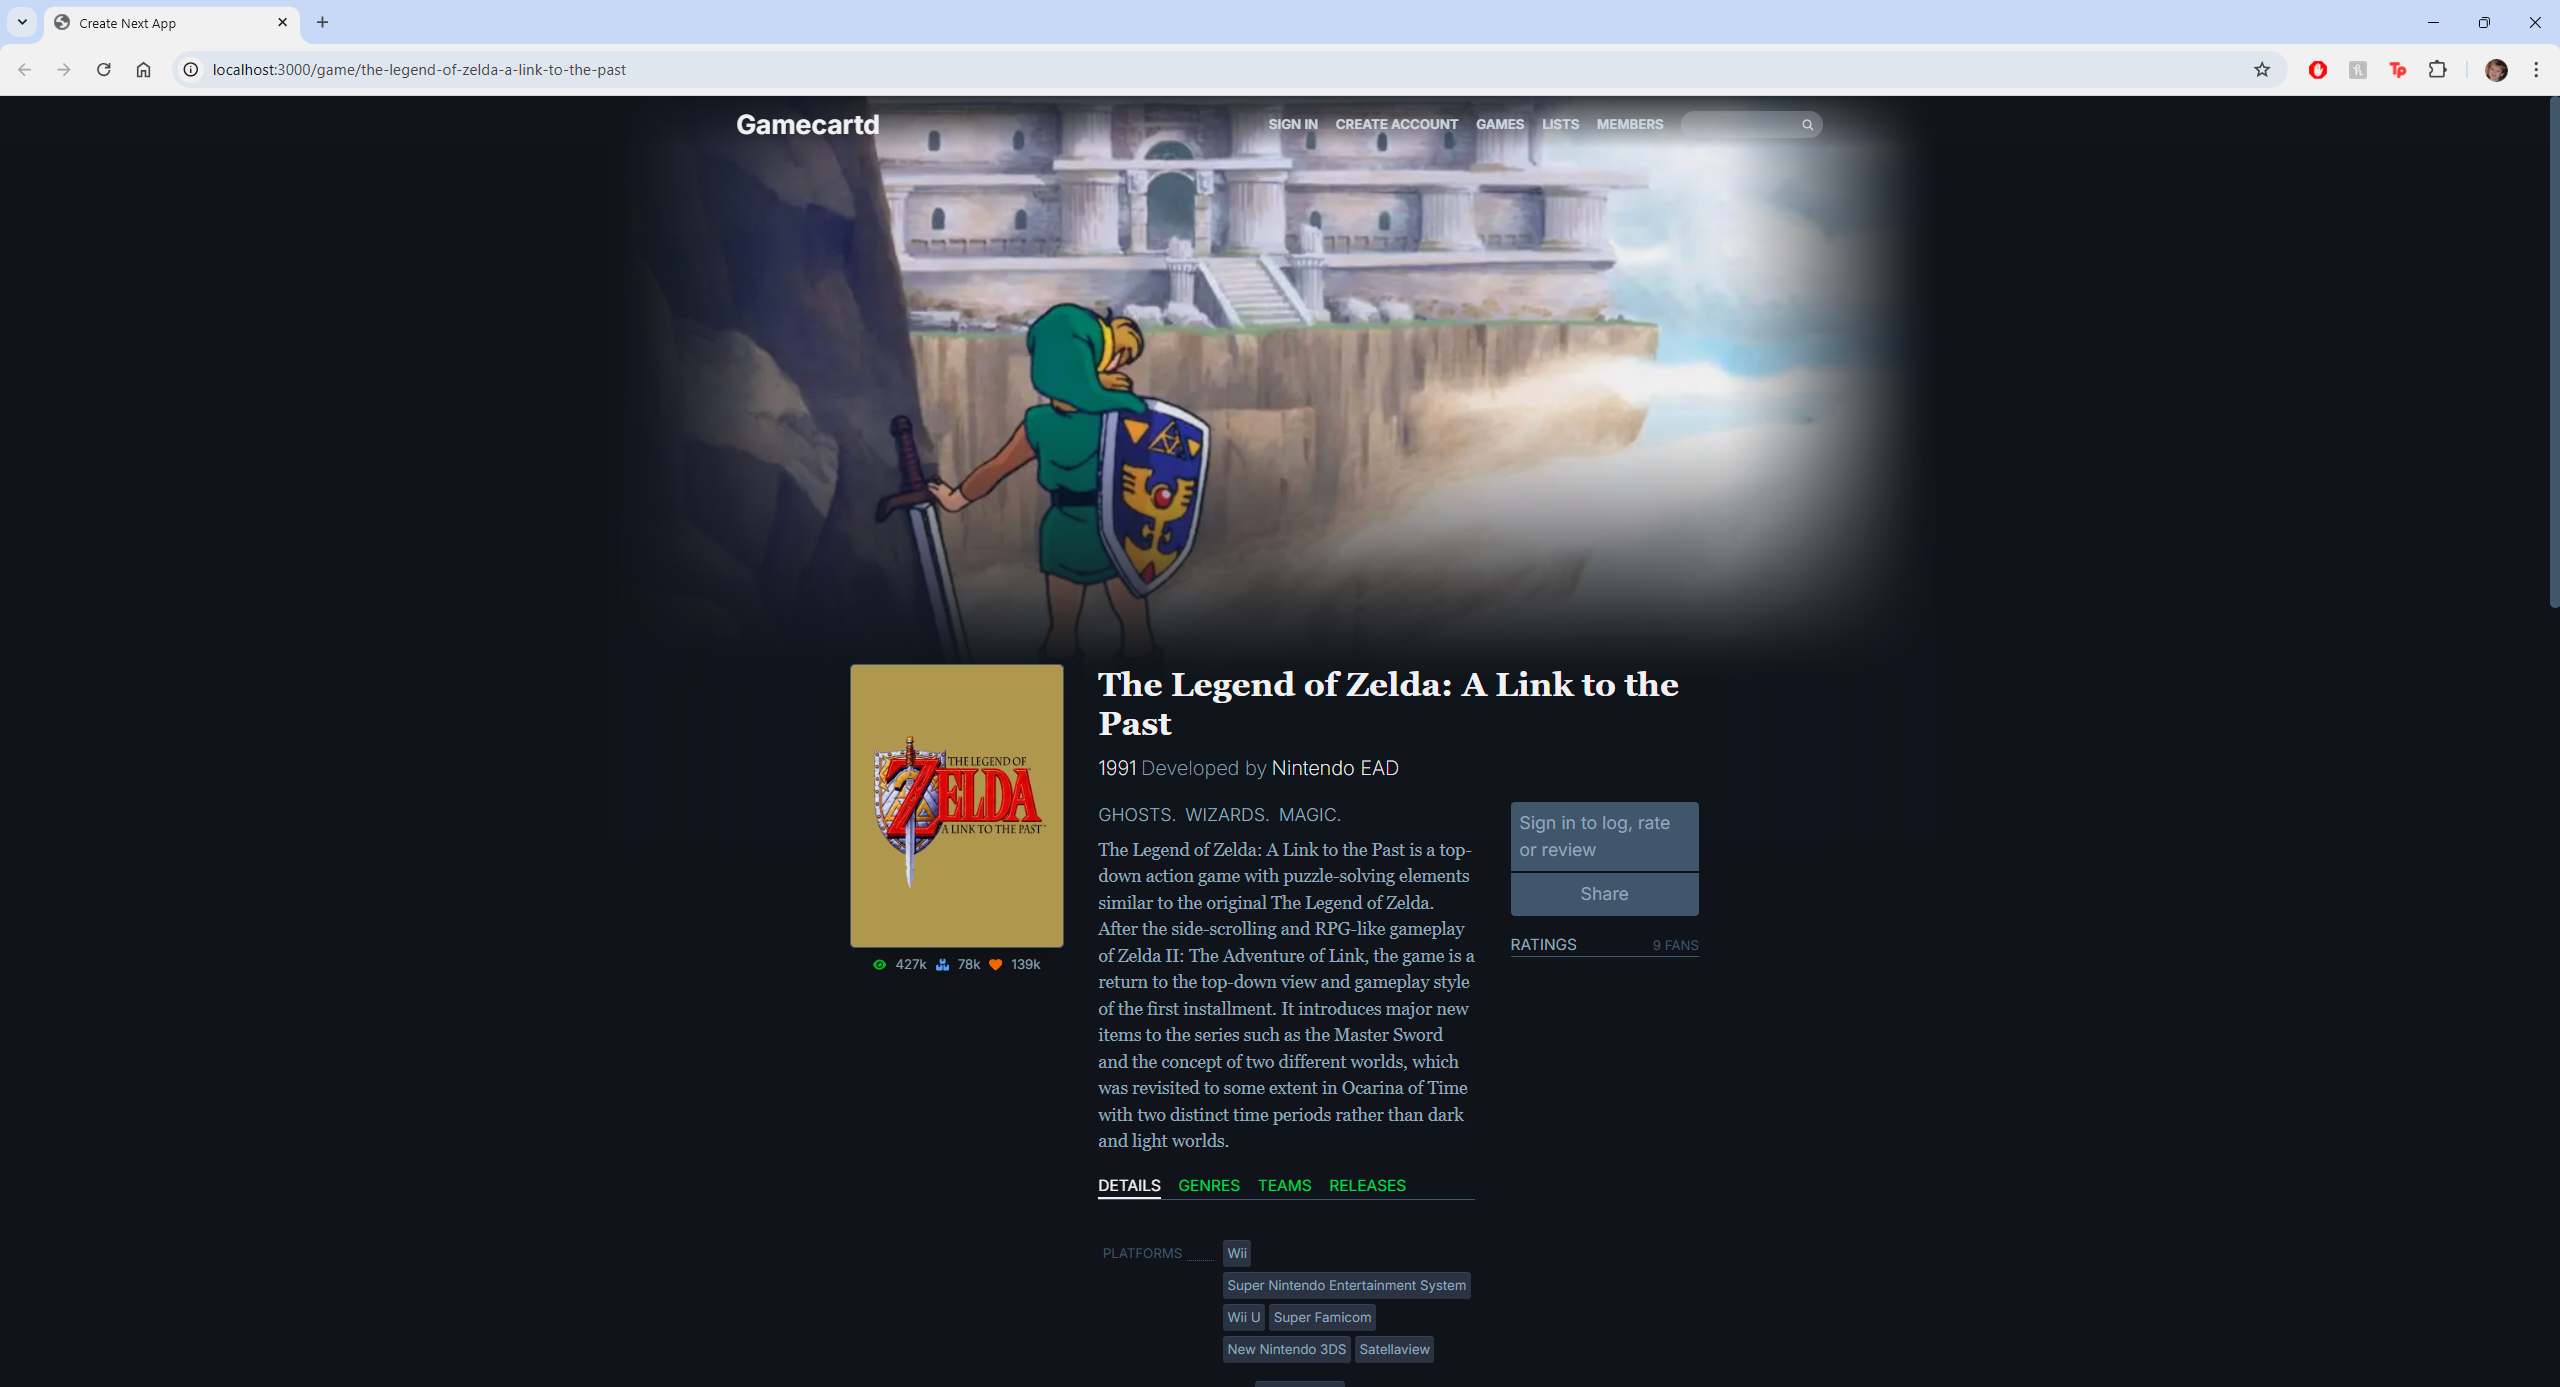 Create Next App
localhost:3000/game/the-legend-of-zelda-a-link-to-the-past
Tp
Gamecartd
SIGN IN CREATE ACCOUNT GAMES LISTS MEMBERS
THE LEGEND OF
ZELDA
A LINK TO THE PAST
427k 78k 139k
The Legend of Zelda: A Link to the
Past
1991 Developed by Nintendo EAD
GHOSTS. WIZARDS. MAGIC.
The Legend of Zelda: A Link to the Past is a top-
down action game with puzzle-solving elements
similar to the original The Legend of Zelda.
After the side-scrolling and RPG-like gameplay
of Zelda II: The Adventure of Link, the game is a
return to the top-down view and gameplay style
of the first installment. It introduces major new
items to the series such as the Master Sword
and the concept of two different worlds, which
was revisited to some extent in Ocarina of Time
with two distinct time periods rather than dark
and light worlds.
Sign in to log, rate
or review
Share
RATINGS 9 FANS
DETAILS GENRES TEAMS RELEASES
PLATFORMS Wii
Super Nintendo Entertainment System
Wii U Super Famicom
New Nintendo 3DS Satellaview